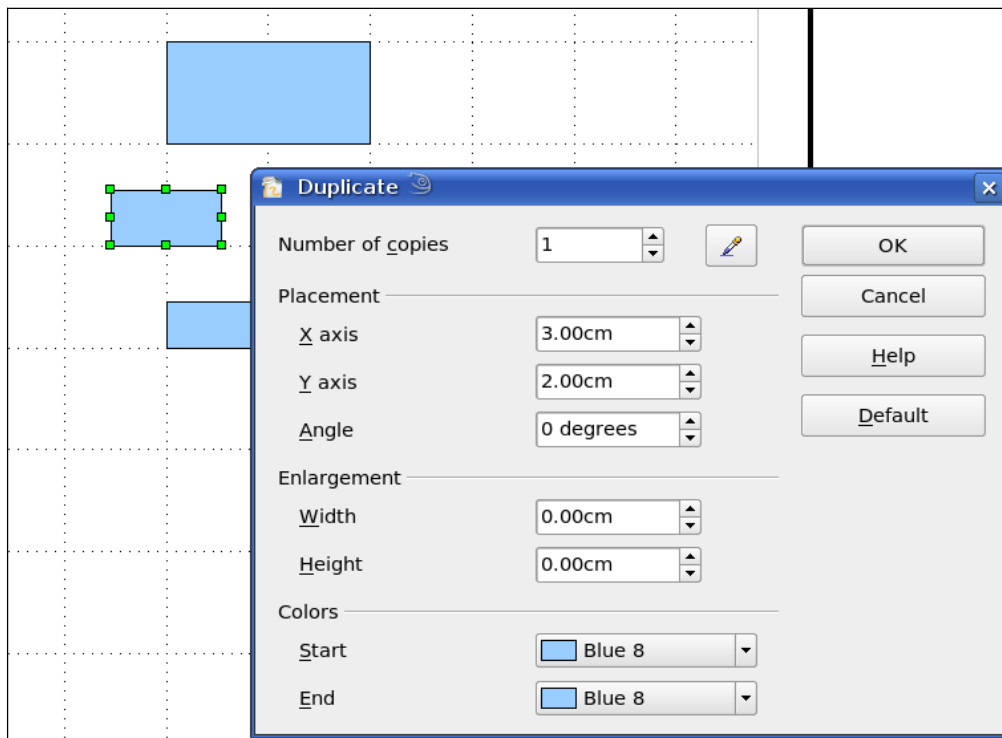 Duplicate
Number of copies 1 OK
Placement Cancel
X axis 3.00cm Help
Y axis 2.00cm
Angle 0 degrees Default
Enlargement
Width 0.00cm
Height 0.00cm
Colors
Start Blue 8
End Blue 8